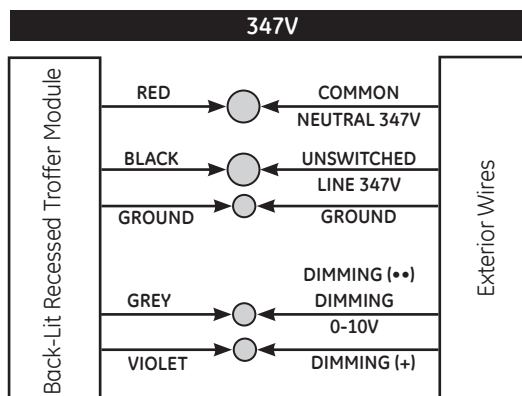 347V
Back-Lit Recessed Troffer Module
RED
COMMON
NEUTRAL 347V
BLACK
UNSWITCHED
LINE 347V
GROUND
GROUND
DIMMING (••)
GREY
DIMMING
0-10V
VIOLET
DIMMING (+)
Exterior Wires